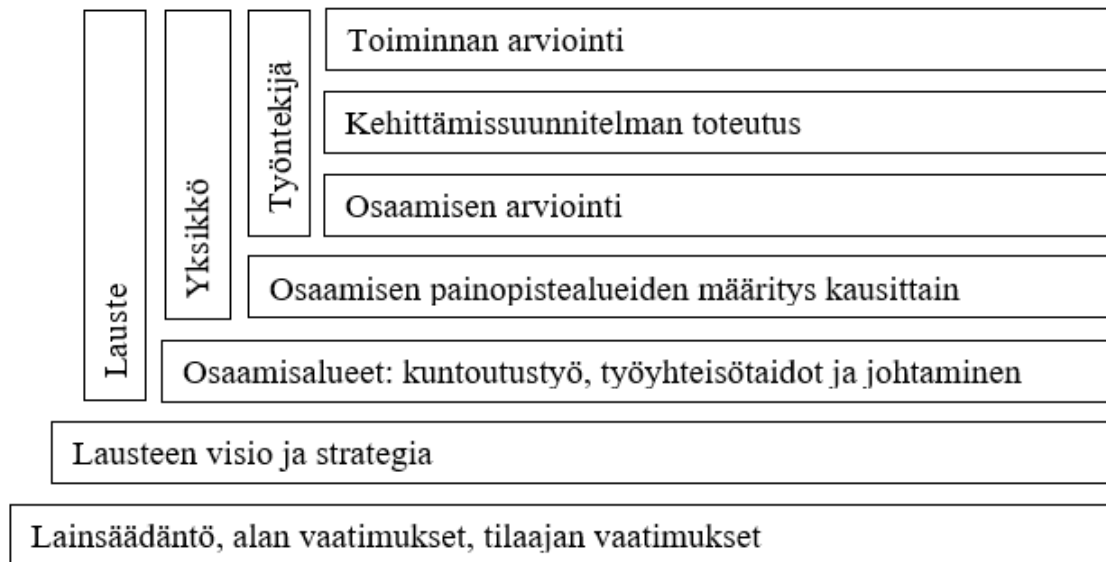 Lauste
Yksikkö
Työntekijä
Toiminnan arviointi
Kehittämissuunnitelman toteutus
Osaamisen arviointi
Osaamisen painopistealueiden määritys kausittain
Osaamisalueet: kuntoutustyö, työyhteisötaidot ja johtaminen
Lausteen visio ja strategia
Lainsäädäntö, alan vaatimukset, tilaajan vaatimukset